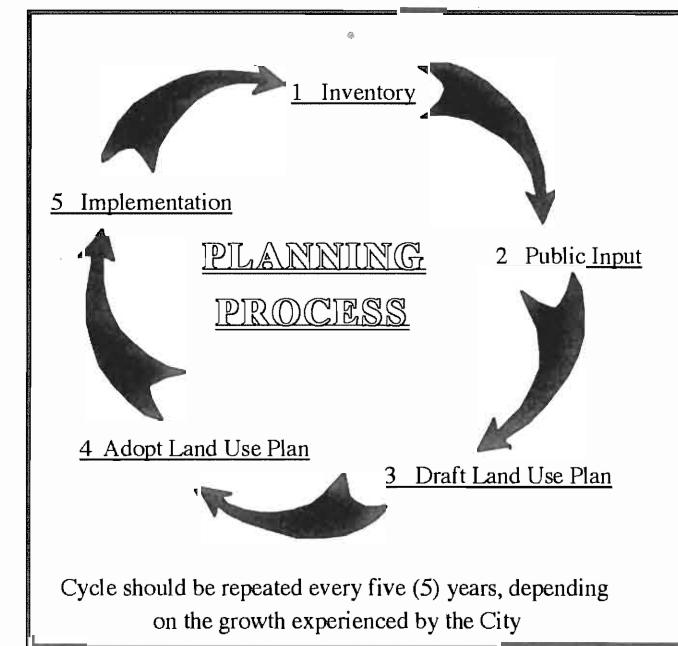 1 Inventory
5 Implementation
PLANNING
PROCESS
2 Public Input
4 Adopt Land Use Plan
3 Draft Land Use Plan
Cycle should be repeated every five (5) years, depending
on the growth experienced by the City